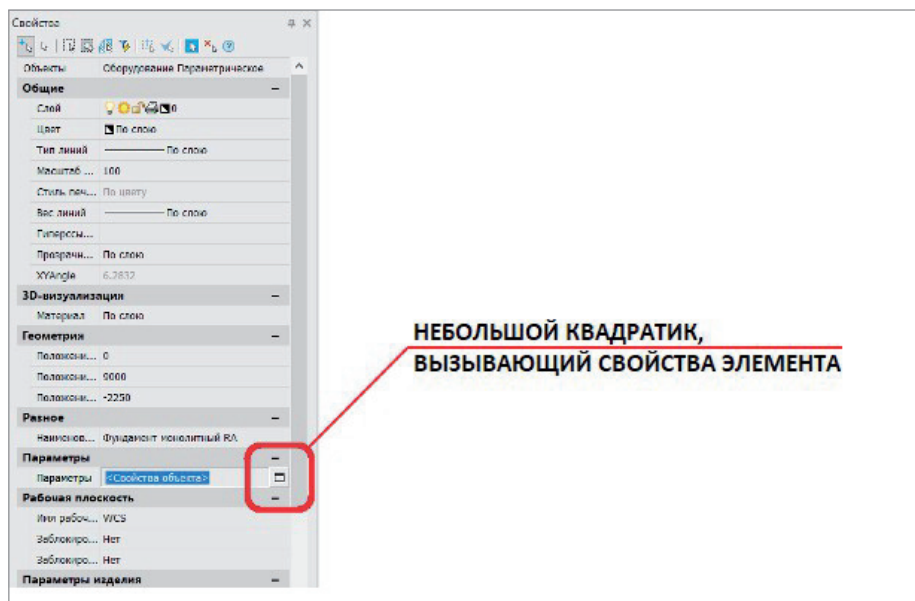 Свойства
Объекты Оборудование Параметрическое
Общие
Слой 0
Цвет По слою
Тип линий По слою
Масштаб ... 100
Стиль печ... По цвету
Вес линий По слою
Гиперссы...
Прозрачн... По слою
XYAngle 6.2832
3D-визуализация
Материал По слою
Геометрия
Положени... 0
Положени... 9000
Положени... -2250
Разное
Наименов... Фундамент монолитный
Параметры
Параметры <Свойства объекта>
Рабочая плоскость
Имя рабоч... WCS
Заблокиро... Нет
Заблокиро... Нет
Параметры изделия
НЕБОЛЬШОЙ КВАДРАТИК,
ВЫЗЫВАЮЩИЙ СВОЙСТВА ЭЛЕМЕНТА